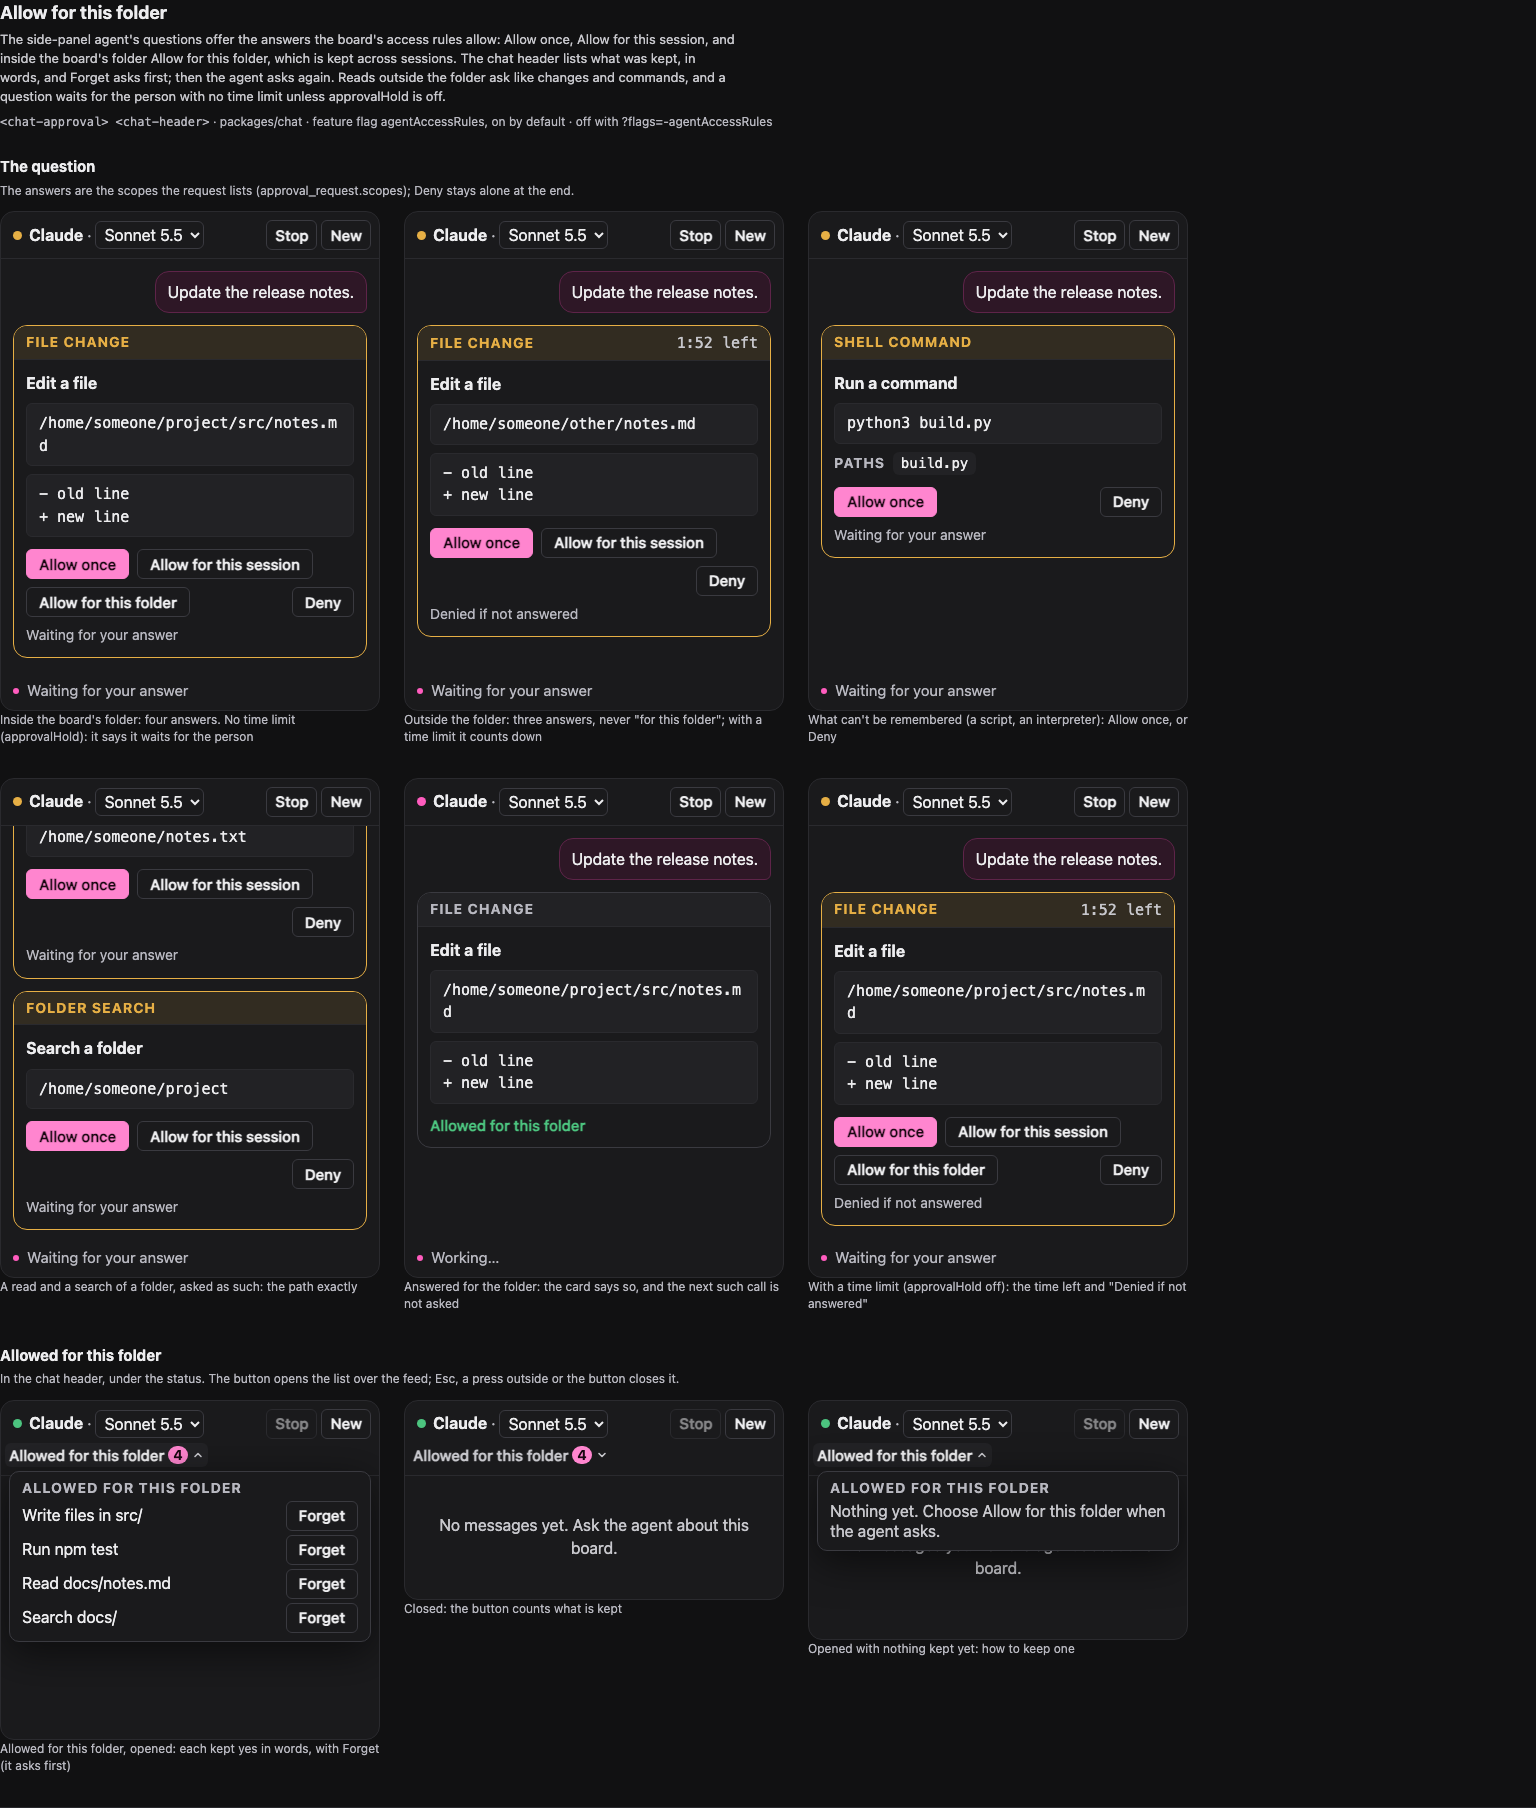 Allow for this folder
The side-panel agent's questions offer the answers the board's access rules allow: Allow once, Allow for this session, and
inside the board's folder Allow for this folder, which is kept across sessions. The chat header lists what was kept, in
words, and Forget asks first; then the agent asks again. Reads outside the folder ask like changes and commands, and a
question waits for the person with no time limit unless approvalHold is off.
<chat-approval> <chat-header> · packages/chat · feature flag agentAccessRules, on by default · off with ?flags=-agentAccessRules
The question
The answers are the scopes the request lists (approval_request.scopes); Deny stays alone at the end.
Claude · Sonnet 5.5 Stop New
Update the release notes.
FILE CHANGE
Edit a file
/home/someone/project/src/notes.m
d
− old line
+ new line
Allow once Allow for this session
Allow for this folder Deny
Waiting for your answer
Waiting for your answer
Inside the board's folder: four answers. No time limit
(approvalHold): it says it waits for the person
Claude · Sonnet 5.5 Stop New
Update the release notes.
FILE CHANGE 1:52 left
Edit a file
/home/someone/other/notes.md
− old line
+ new line
Allow once Allow for this session
Deny
Denied if not answered
Waiting for your answer
Outside the folder: three answers, never "for this folder"; with a
time limit it counts down
Claude · Sonnet 5.5 Stop New
Update the release notes.
SHELL COMMAND
Run a command
python3 build.py
PATHS build.py
Allow once Deny
Waiting for your answer
Waiting for your answer
What can't be remembered (a script, an interpreter): Allow once, or
Deny
Claude · Sonnet 5.5 Stop New
/home/someone/notes.txt
Allow once Allow for this session
Deny
Waiting for your answer
FOLDER SEARCH
Search a folder
/home/someone/project
Allow once Allow for this session
Deny
Waiting for your answer
Waiting for your answer
A read and a search of a folder, asked as such: the path exactly
Claude · Sonnet 5.5 Stop New
Update the release notes.
FILE CHANGE
Edit a file
/home/someone/project/src/notes.m
d
− old line
+ new line
Allowed for this folder
Working...
Answered for the folder: the card says so, and the next such call is
not asked
Claude · Sonnet 5.5 Stop New
Update the release notes.
FILE CHANGE 1:52 left
Edit a file
/home/someone/project/src/notes.m
d
− old line
+ new line
Allow once Allow for this session
Allow for this folder Deny
Denied if not answered
Waiting for your answer
With a time limit (approvalHold off): the time left and "Denied if not
answered"
Allowed for this folder
In the chat header, under the status. The button opens the list over the feed; Esc, a press outside or the button closes it.
Claude · Sonnet 5.5 Stop New
Allowed for this folder 4
ALLOWED FOR THIS FOLDER
Write files in src/ Forget
Run npm test Forget
Read docs/notes.md Forget
Search docs/ Forget
Allowed for this folder, opened: each kept yes in words, with Forget
(it asks first)
Claude · Sonnet 5.5 Stop New
Allowed for this folder 4
No messages yet. Ask the agent about this
board.
Closed: the button counts what is kept
Claude · Sonnet 5.5 Stop New
Allowed for this folder
ALLOWED FOR THIS FOLDER
Nothing yet. Choose Allow for this folder when
the agent asks.
board.
Opened with nothing kept yet: how to keep one